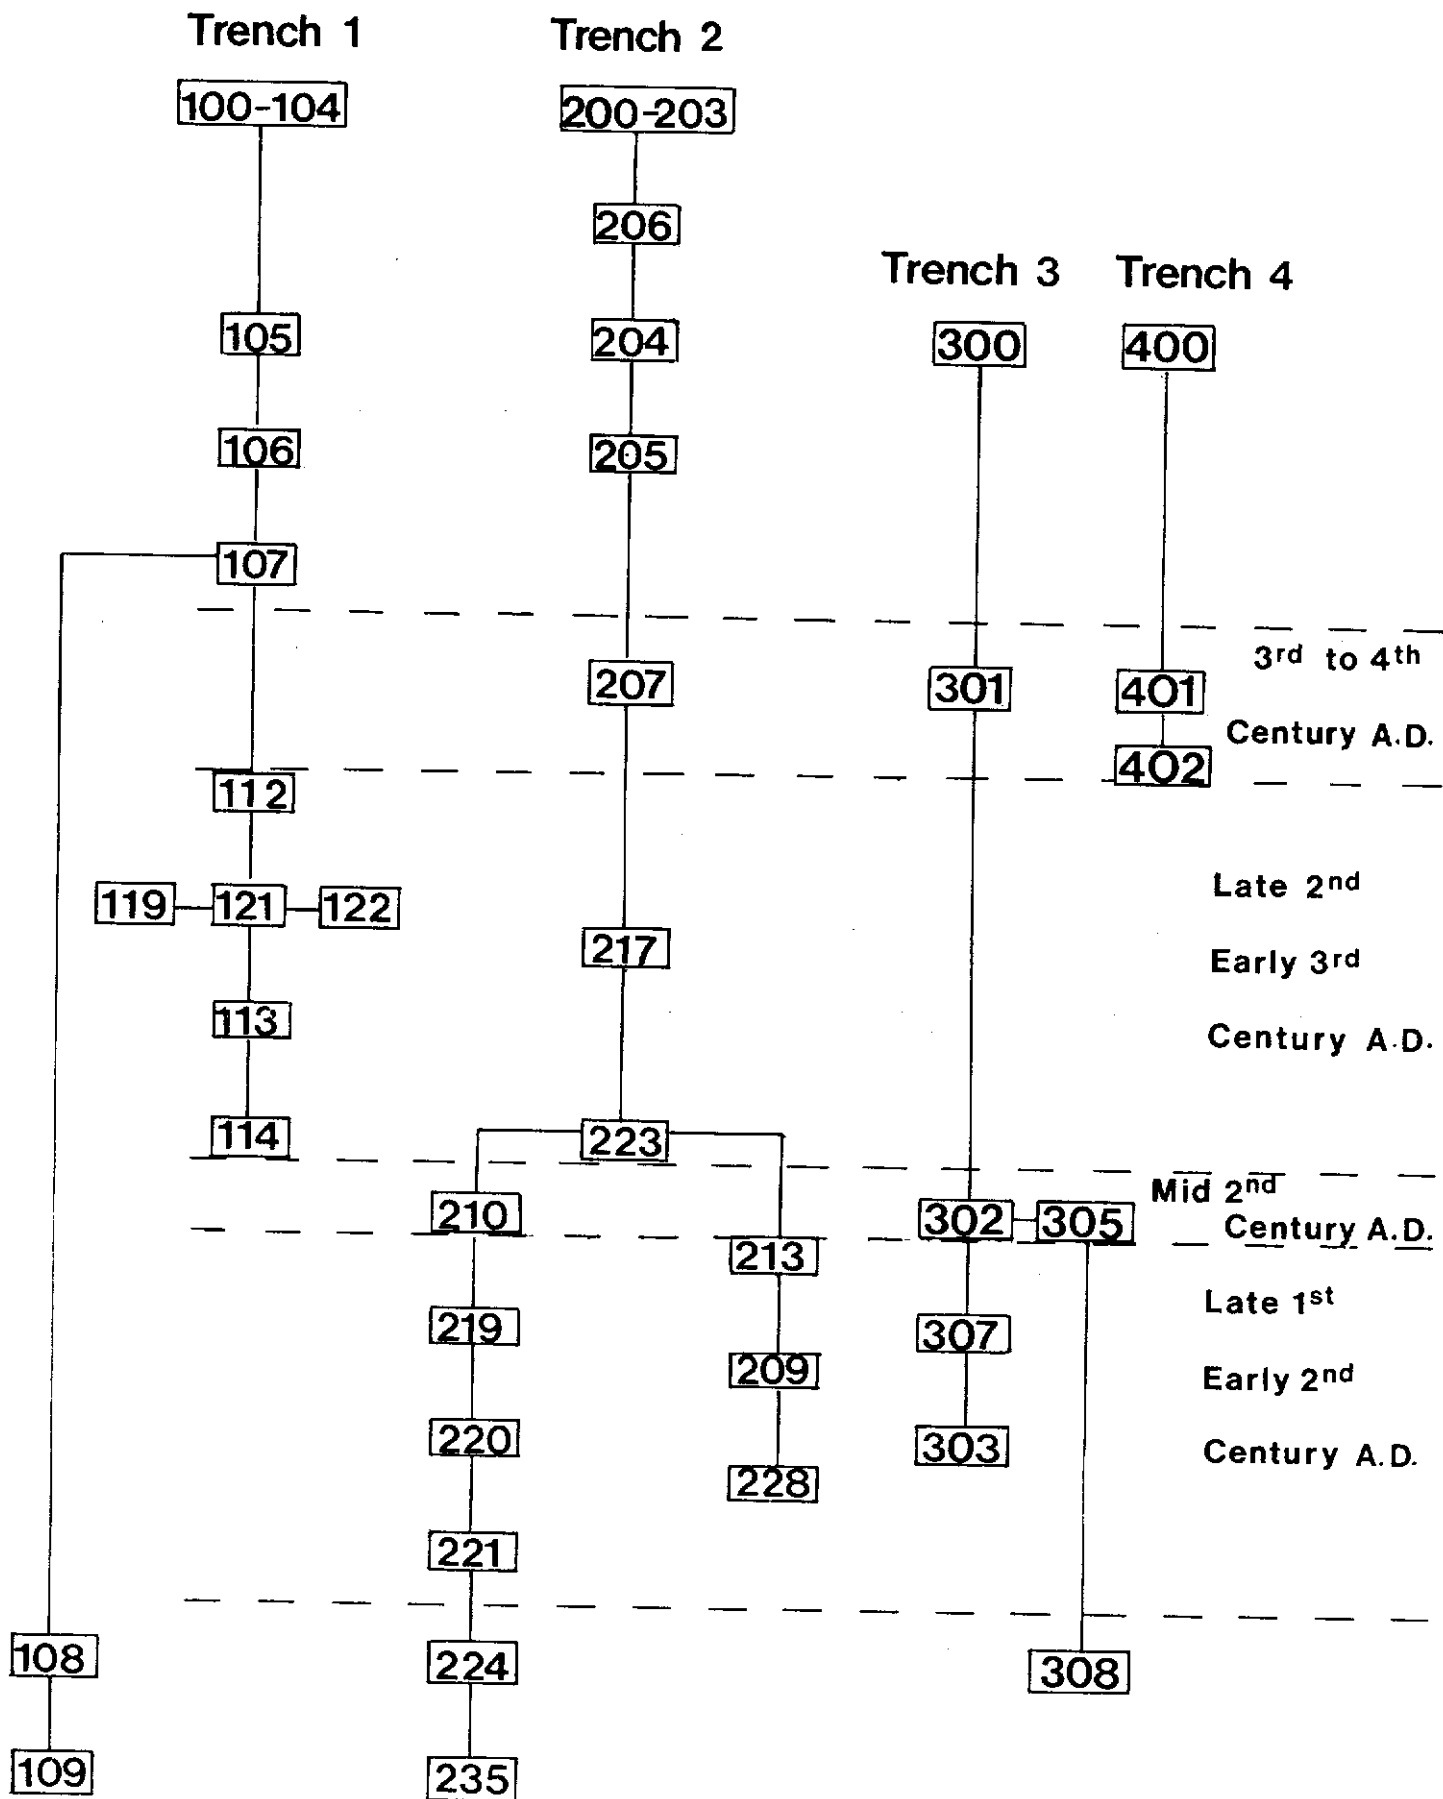 Trench 1 Trench 2
100-104 200-203
206
Trench 3 Trench 4
105 204 300 400
106 205
107
3rd to 4th
207 301 401
Century A.D.
402
112
Late 2nd
119 121 122
217
Early 3rd
113
Century A.D.
114 223
Mid 2nd
210 302 305
Century A.D.
213
Late 1st
219 307
209
Early 2nd
220 303
Century A.D.
228
221
108 224 308
109 235